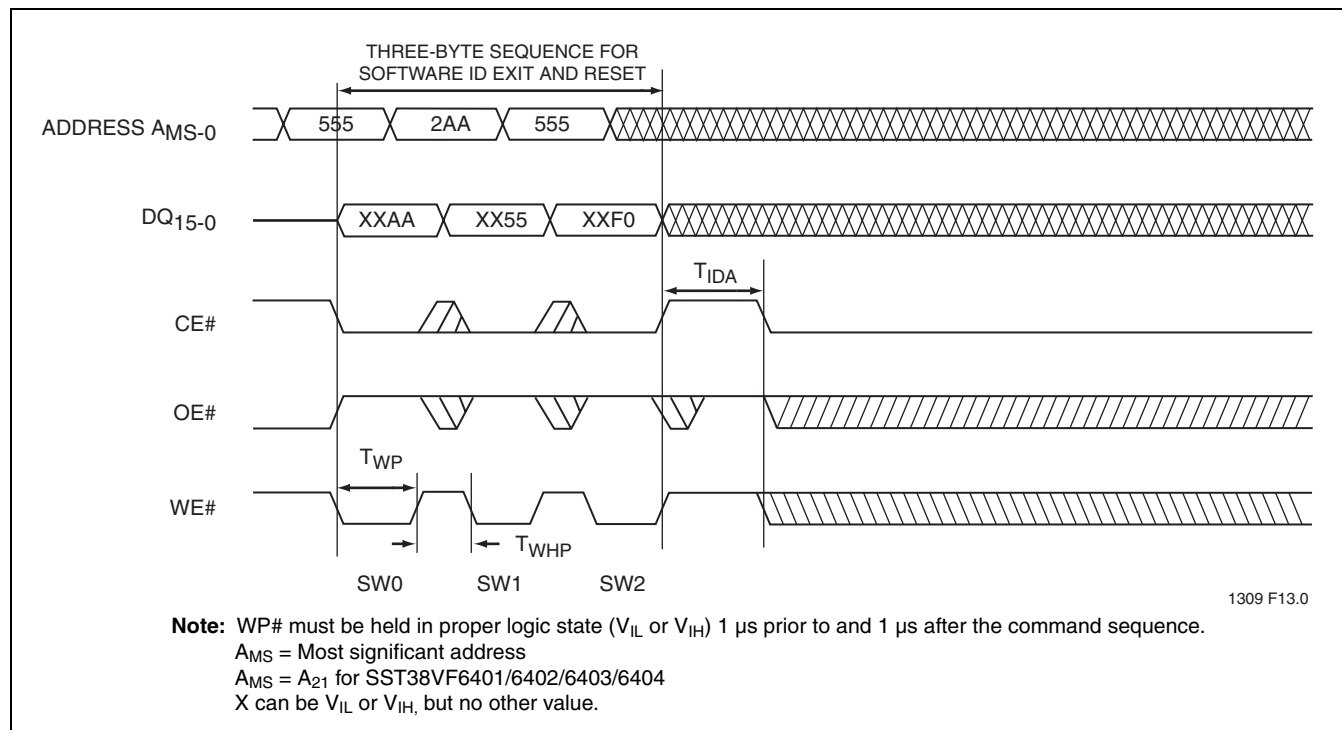 THREE-BYTE SEQUENCE FOR
SOFTWARE ID EXIT AND RESET
ADDRESS AMS-0
555 2AA 555
DQ15-0
XXAA XX55 XXF0
TIDA
CE#
OE#
TWP
WE#
TWHP
SW0 SW1 SW2
1309 F13.0
Note: WP# must be held in proper logic state (VIL or VIH) 1 µs prior to and 1 µs after the command sequence.
AMS = Most significant address
AMS = A21 for SST38VF6401/6402/6403/6404
X can be VIL or VIH, but no other value.